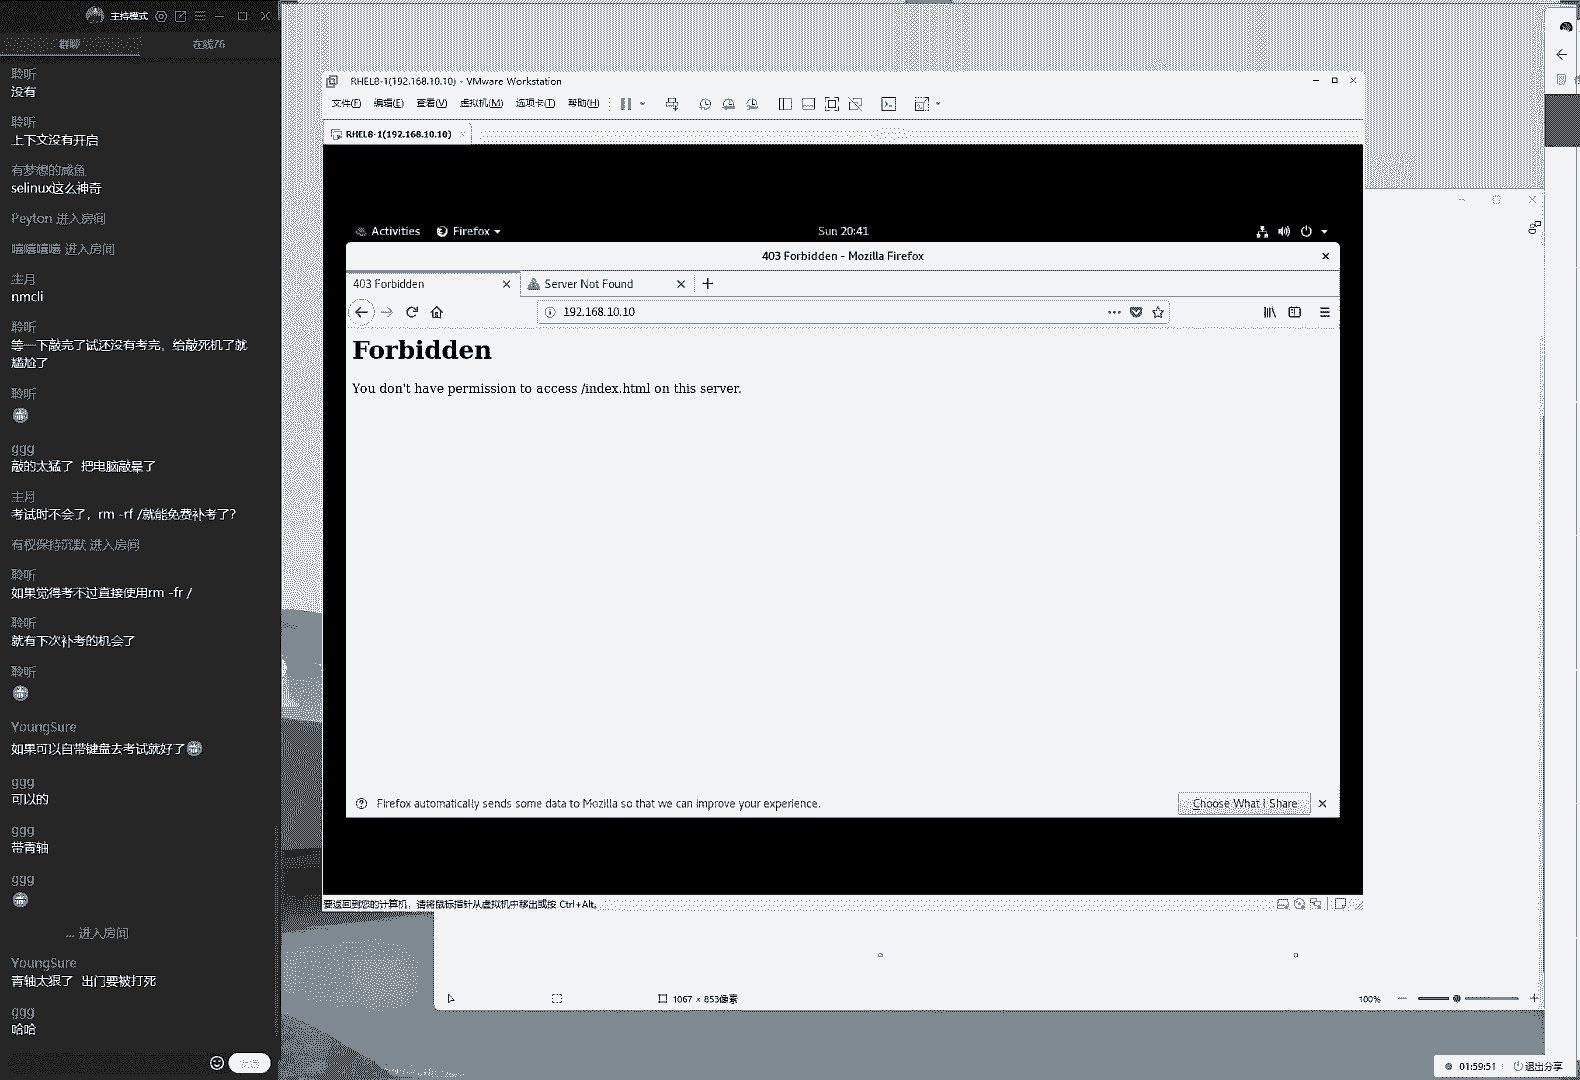 主持模式
群聊
在线76
聆听
没有
聆听
上下文没有开启
有梦想的咸鱼
selinux这么神奇
Peyton 进入房间
嘻嘻嘻嘻 进入房间
主月
nmcli
聆听
等一下敲完了试还没有考完，给敲死机了就
尴尬了
聆听
ggg
敲的太猛了 把电脑敲晕了
主月
考试时不会了，rm -rf /就能免费补考了?
有权保持沉默 进入房间
聆听
如果觉得考不过直接使用rm -fr /
聆听
就有下次补考的机会了
聆听
YoungSure
如果可以自带键盘去考试就好了
ggg
可以的
ggg
带青轴
ggg
... 进入房间
YoungSure
青轴太狠了 出门要被打死
ggg
哈哈
RHEL8-1(192.168.10.10) - VMware Workstation
文件(F) 编辑(E) 查看(V) 虚拟机(M) 选项卡(T) 帮助(H)
RHEL8-1(192.168.10.10)
Activities Firefox Sun 20:41
403 Forbidden - Mozilla Firefox
403 Forbidden Server Not Found
192.168.10.10
Forbidden
You don't have permission to access /index.html on this server.
Firefox automatically sends some data to Mozilla so that we can improve your experience. Choose What I Share
要返回到您的计算机，请将鼠标指针从虚拟机中移出或按 Ctrl+Alt。
1067 × 853像素
100%
01:59:51
退出分享